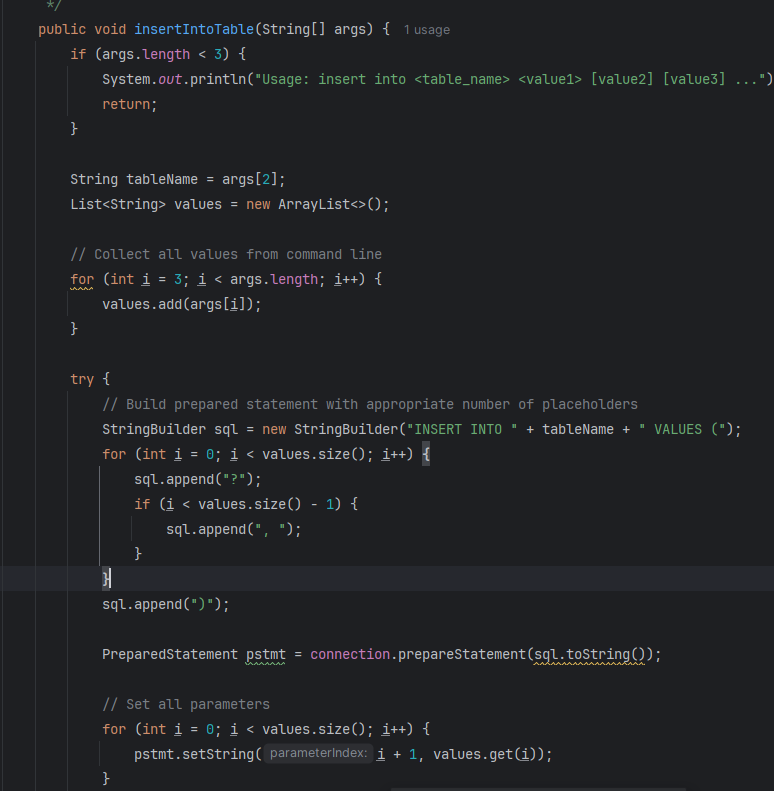 */
public void insertIntoTable(String[] args) { 1 usage
if (args.length < 3) {
System.out.println("Usage: insert into <table_name> <value1> [value2] [value3] ...")
return;
}
String tableName = args[2];
List<String> values = new ArrayList<>();
// Collect all values from command line
for (int i = 3; i < args.length; i++) {
values.add(args[i]);
}
try {
// Build prepared statement with appropriate number of placeholders
StringBuilder sql = new StringBuilder("INSERT INTO " + tableName + " VALUES (");
for (int i = 0; i < values.size(); i++) {
sql.append("?");
if (i < values.size() - 1) {
sql.append(", ");
}
}
sql.append(")");
PreparedStatement pstmt = connection.prepareStatement(sql.toString());
// Set all parameters
for (int i = 0; i < values.size(); i++) {
pstmt.setString( parameterIndex: i + 1, values.get(i));
}